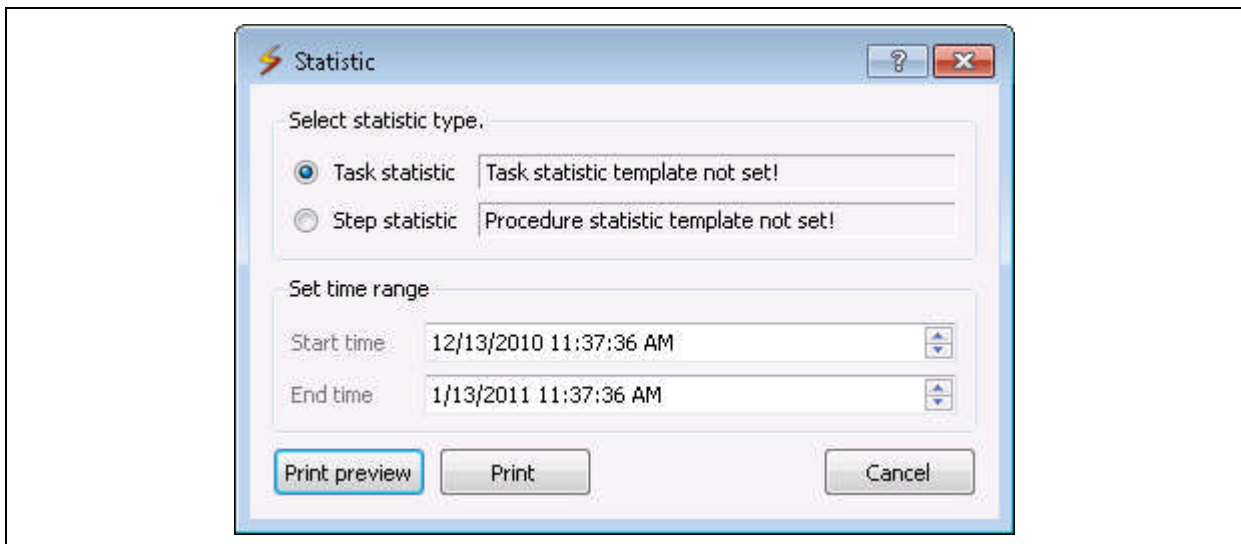 Statistic
Select statistic type.
Task statistic Task statistic template not set!
Step statistic Procedure statistic template not set!
Set time range
Start time 12/13/2010 11:37:36 AM
End time 1/13/2011 11:37:36 AM
Print preview Print Cancel